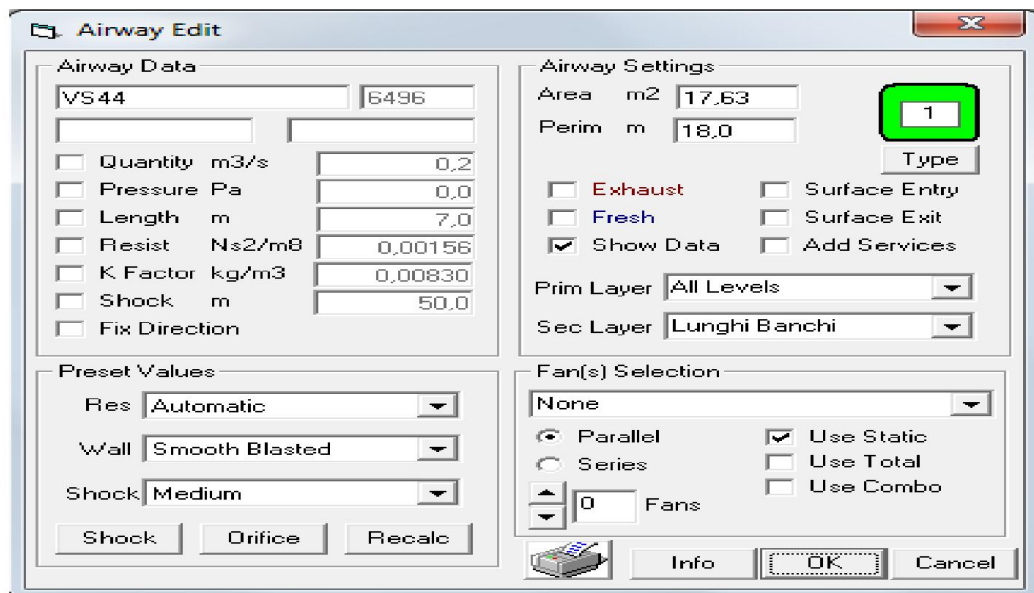 Airway Edit
Airway Data
VS44 6496
Quantity m3/s 0,2
Pressure Pa 0,0
Length m 7,0
Resist Ns2/m8 0,00156
K Factor kg/m3 0,00830
Shock m 50,0
Fix Direction
Airway Settings
Area m2 17,63
Perim m 18,0
1
Type
Exhaust Surface Entry
Fresh Surface Exit
Show Data Add Services
Prim Layer All Levels
Sec Layer Lunghi Banchi
Preset Values
Res Automatic
Wall Smooth Blasted
Shock Medium
Shock Orifice Recalc
Fan(s) Selection
None
Parallel Use Static
Series Use Total
Use Combo
0 Fans
Info OK Cancel